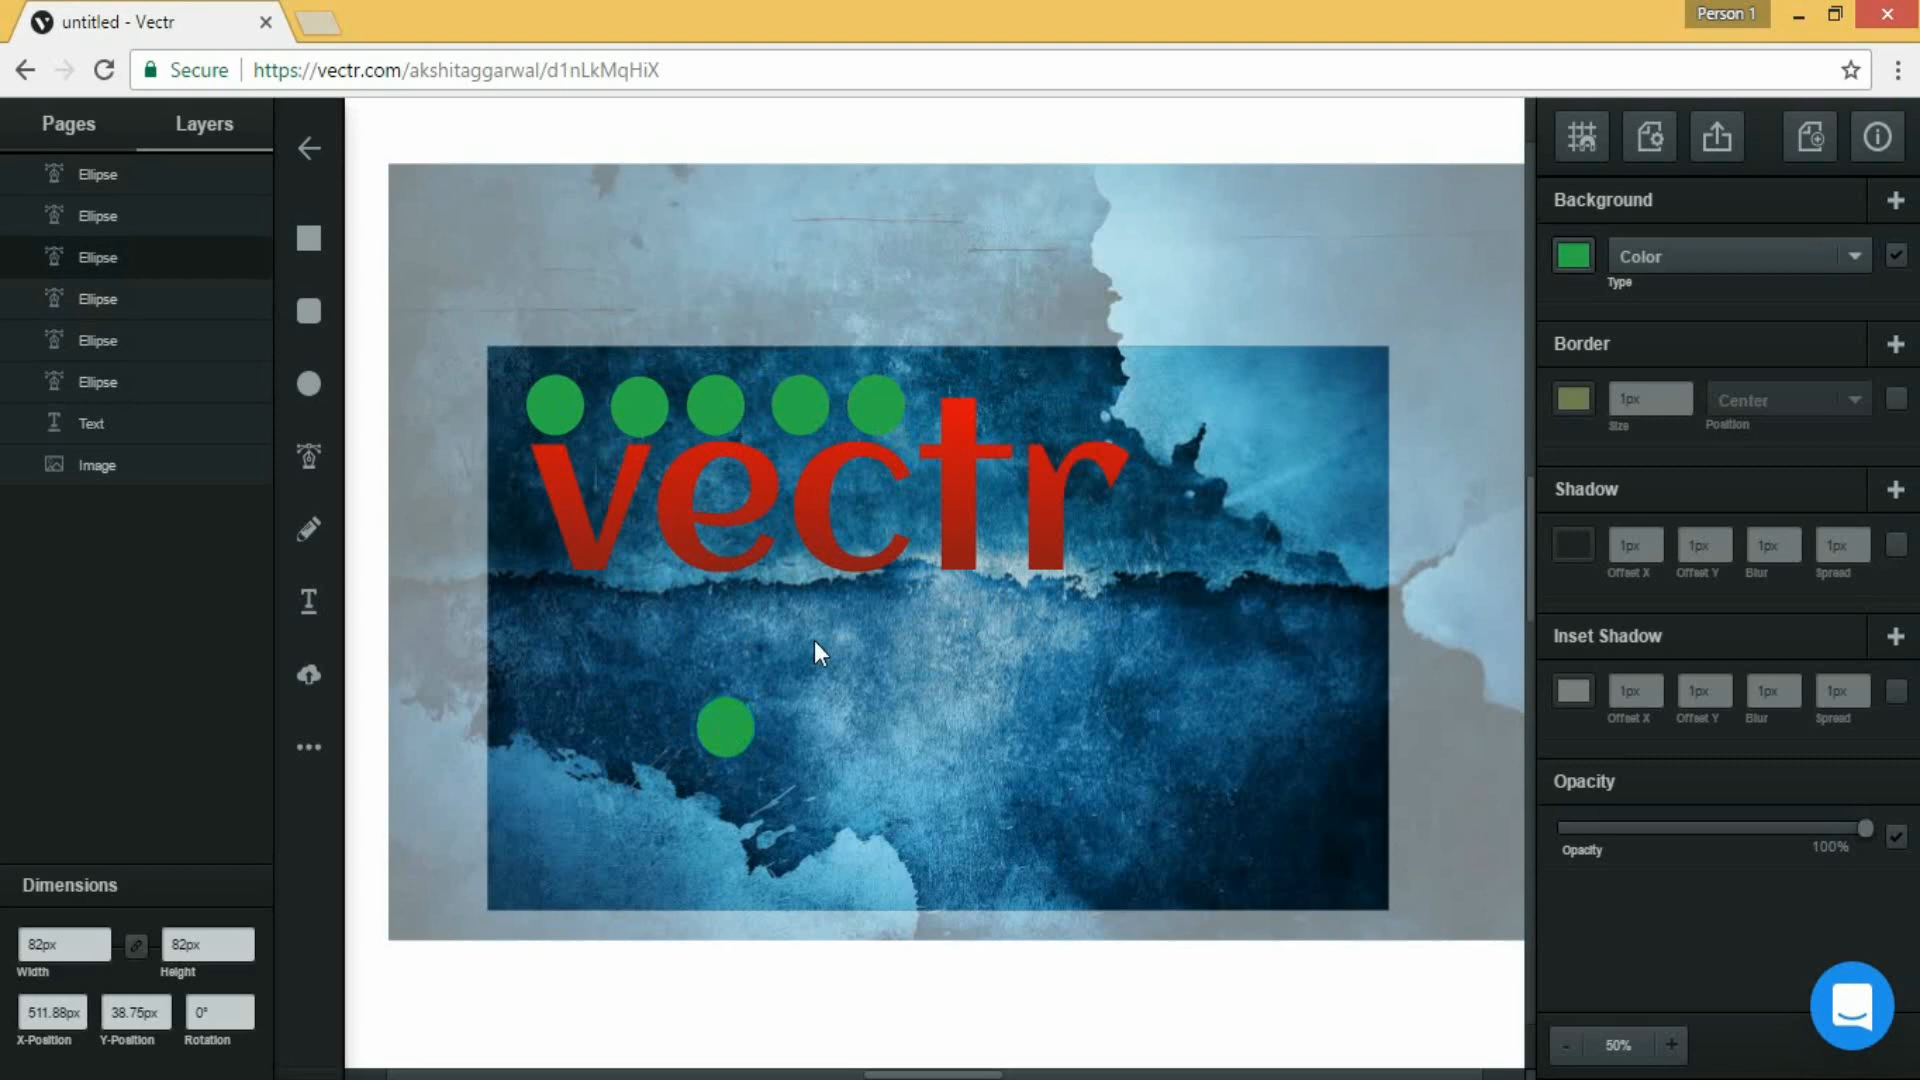 untitled - Vectr
Person 1
Secure
https://vectr.com/akshitaggarwal/d1nLkMqHiX
Pages
Layers
Ellipse
Ellipse
Ellipse
Ellipse
Ellipse
Ellipse
Text
Image
vectr
Background
Color
Type
Border
1px
Center
Size
Position
Shadow
1px
1px
1px
1px
Offset X
Offset Y
Blur
Spread
Inset Shadow
1px
1px
1px
1px
Offset X
Offset Y
Blur
Spread
Opacity
Opacity
100%
Dimensions
82px
82px
Width
Height
511.88px
38.75px
0°
X-Position
Y-Position
Rotation
- 50% +